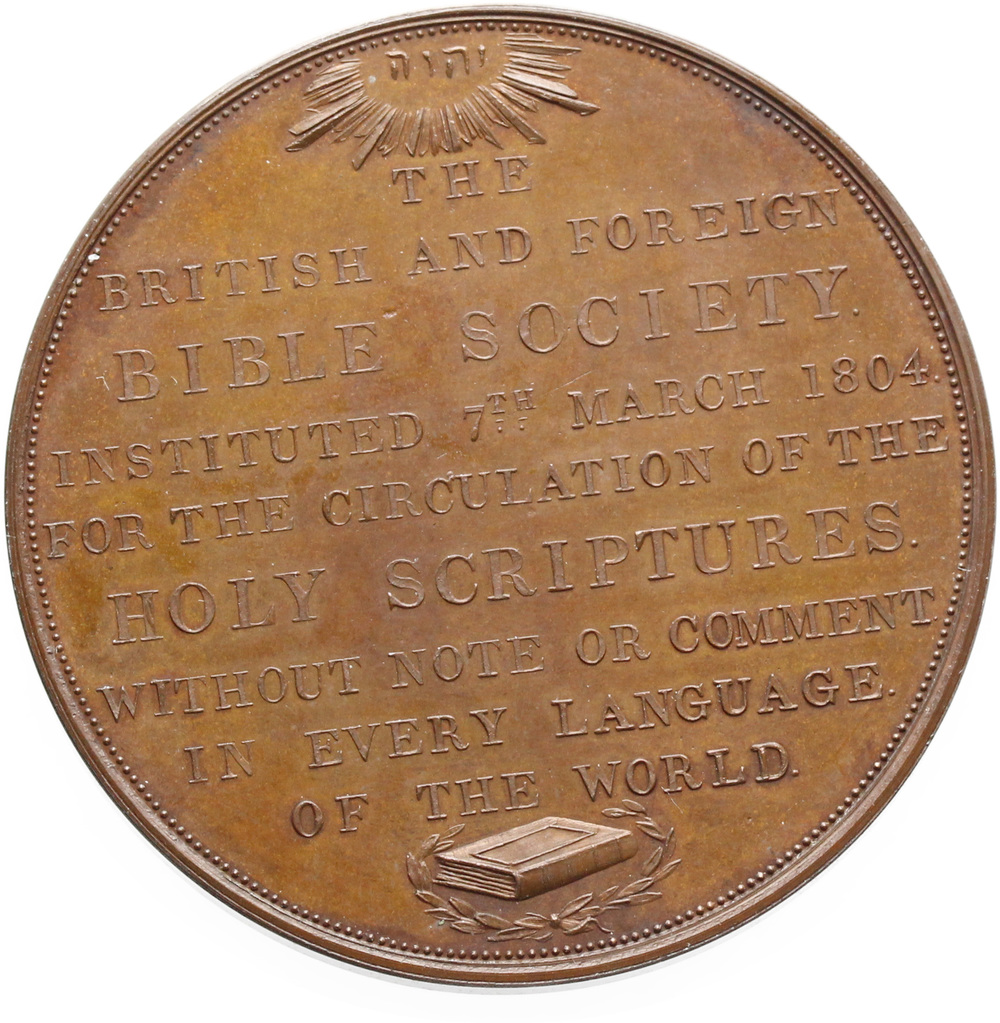 יהוה
THE
BRITISH AND FOREIGN
BIBLE SOCIETY.
INSTITUTED 7TH MARCH 1804.
FOR THE CIRCULATION OF THE
HOLY SCRIPTURES.
WITHOUT NOTE OR COMMENT.
IN EVERY LANGUAGE.
OF THE WORLD.